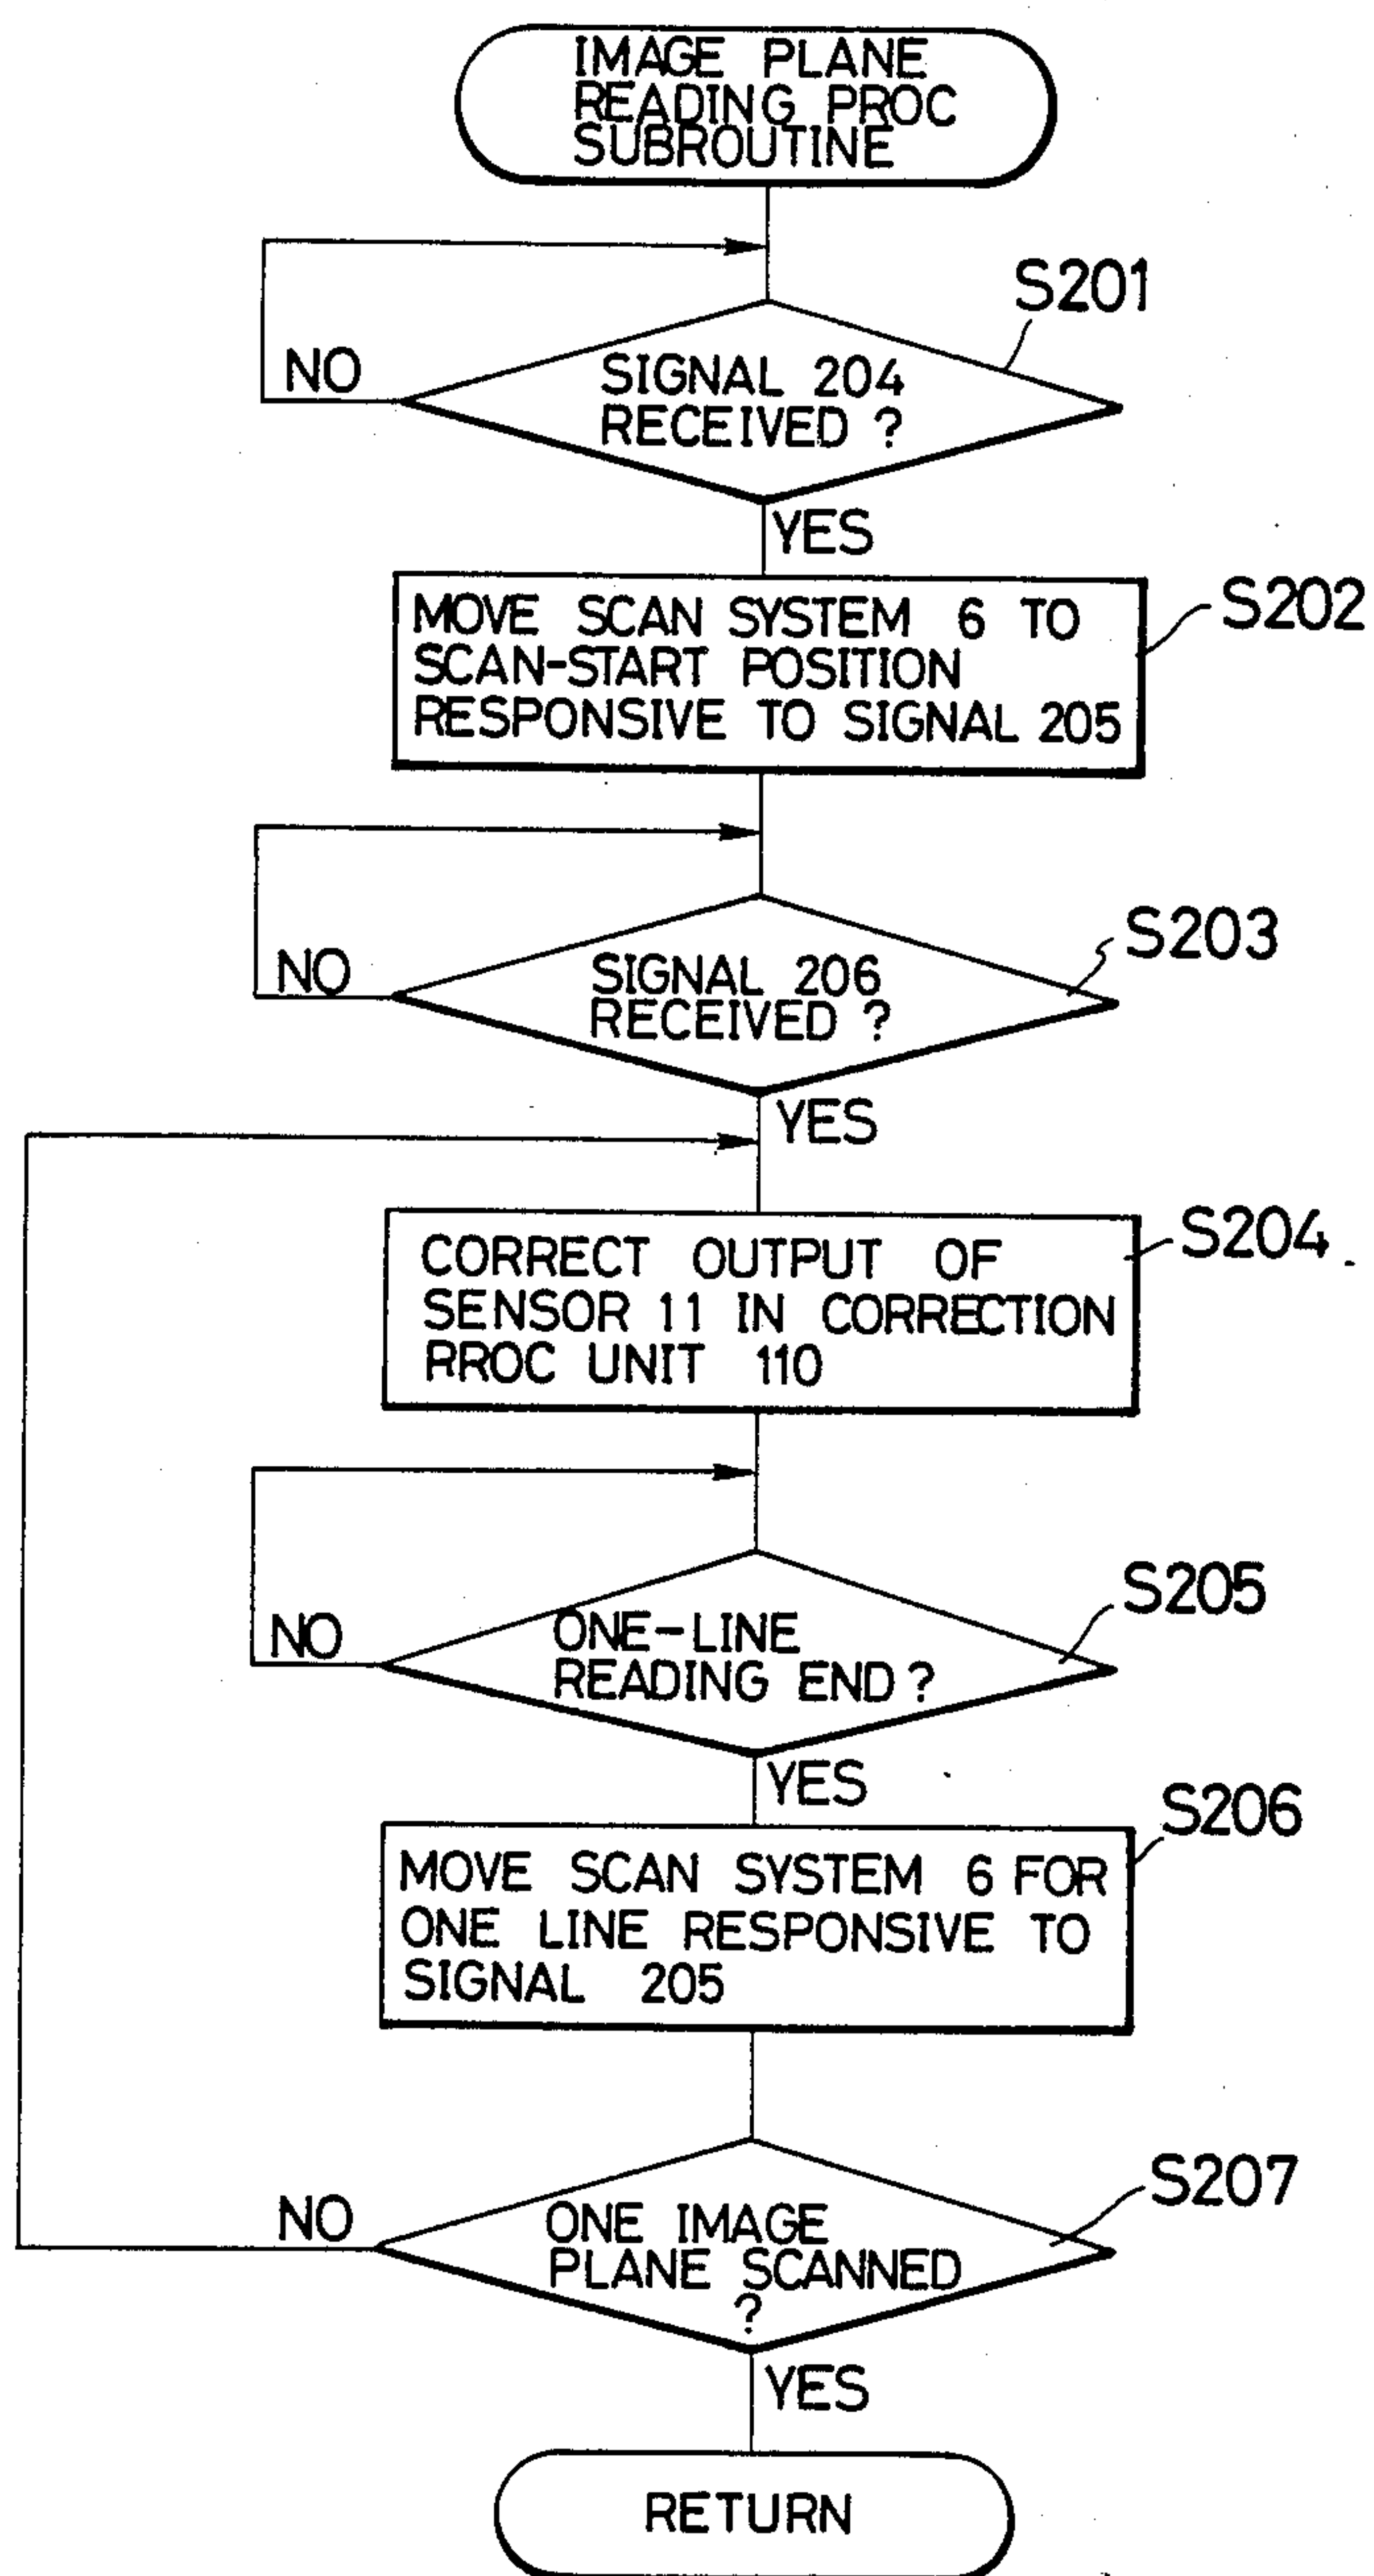 IMAGE PLANE
READING PROC
SUBROUTINE
S201
NO
SIGNAL 204
RECEIVED ?
YES
S202
MOVE SCAN SYSTEM 6 TO
SCAN-START POSITION
RESPONSIVE TO SIGNAL 205
S203
NO
SIGNAL 206
RECEIVED ?
YES
S204
CORRECT OUTPUT OF
SENSOR 11 IN CORRECTION
RROC UNIT 110
S205
NO
ONE-LINE
READING END ?
YES
S206
MOVE SCAN SYSTEM 6 FOR
ONE LINE RESPONSIVE TO
SIGNAL 205
S207
NO
ONE IMAGE
PLANE SCANNED
?
YES
RETURN